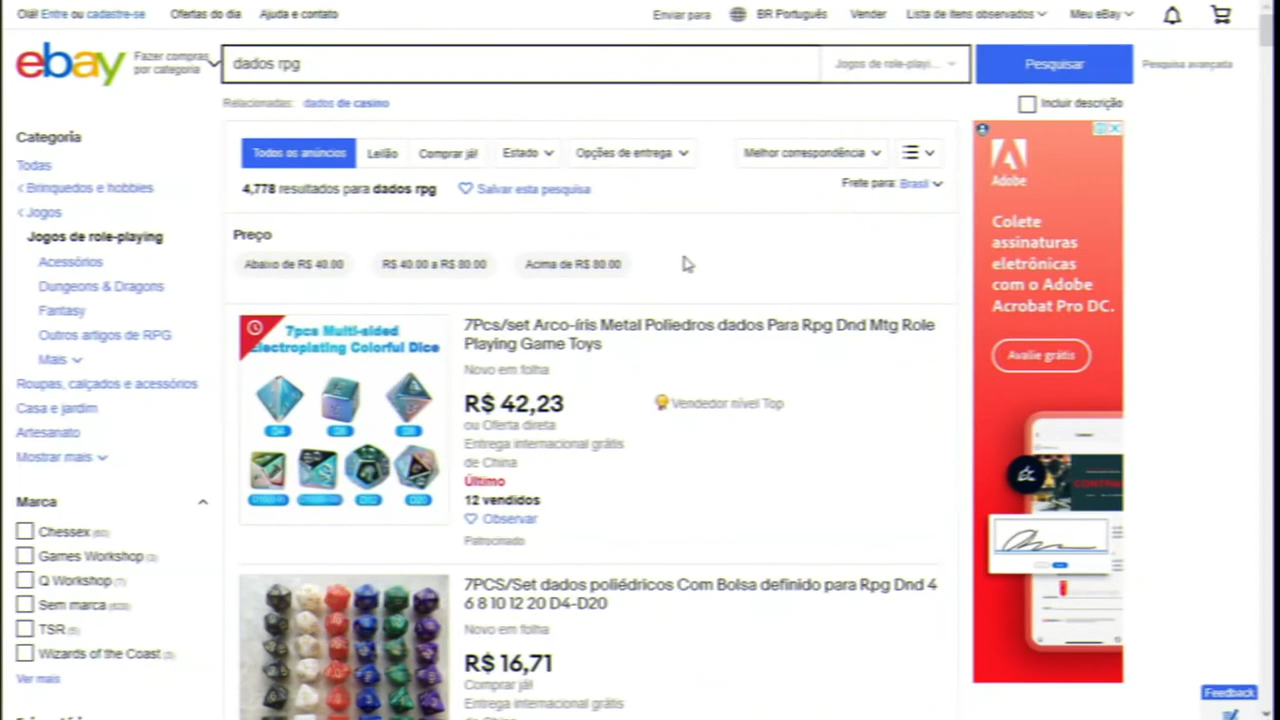 Olá! Entre ou cadastre-se Ofertas do dia Ajuda e contato
Enviar para BR Português Vender Lista de itens observados Meu eBay
ebay
Fazer compras
por categoria
dados rpg
Jogos de role-playi...
Pesquisar
Pesquisa avançada
Relacionadas: dados de casino
Incluir descrição
Categoria
Todas
< Brinquedos e hobbies
< Jogos
Jogos de role-playing
Acessórios
Dungeons & Dragons
Fantasy
Outros artigos de RPG
Mais
Roupas, calçados e acessórios
Casa e jardim
Artesanato
Mostrar mais
Marca
Chessex
Games Workshop
Q Workshop
Sem marca
TSR
Wizards of the Coast
Ver mais
Todos os anúncios Leilão Comprar já! Estado Opções de entrega
Melhor correspondência
4,778 resultados para dados rpg Salvar esta pesquisa
Frete para: Brasil
Preço
Abaixo de R$ 40.00 R$ 40.00 a R$ 80.00 Acima de R$ 80.00
7pcs Multi-sided
Electroplating Colorful Dice
D4 D6 D8
D12 D20
7Pcs/set Arco-íris Metal Poliedros dados Para Rpg Dnd Mtg Role
Playing Game Toys
Novo em folha
R$ 42,23
Vendedor nível Top
ou Oferta direta
Entrega internacional grátis
de China
Último
12 vendidos
Observar
Patrocinado
7PCS/Set dados poliédricos Com Bolsa definido para Rpg Dnd 4
6 8 10 12 20 D4-D20
Novo em folha
R$ 16,71
Comprar já!
Entrega internacional grátis
de China
Adobe
Colete
assinaturas
eletrônicas
com o Adobe
Acrobat Pro DC.
Avalie grátis
Feedback